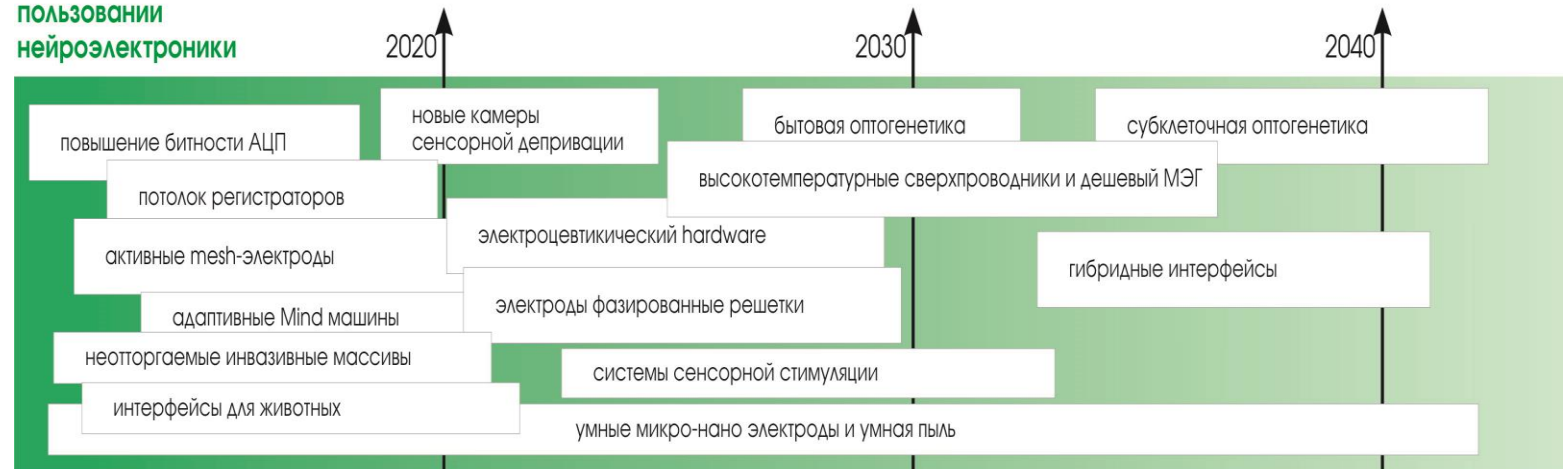 пользовании
нейроэлектроники
2020
2030
2040
повышение битности АЦП
новые камеры
сенсорной депривации
бытовая оптогенетика
субклеточная оптогенетика
потолок регистраторов
высокотемпературные сверхпроводники и дешевый МЭГ
активные mesh-электроды
электроцевтикический hardware
гибридные интерфейсы
адаптивные Mind машины
электроды фазированные решетки
неотторгаемые инвазивные массивы
системы сенсорной стимуляции
интерфейсы для животных
умные микро-нано электроды и умная пыль